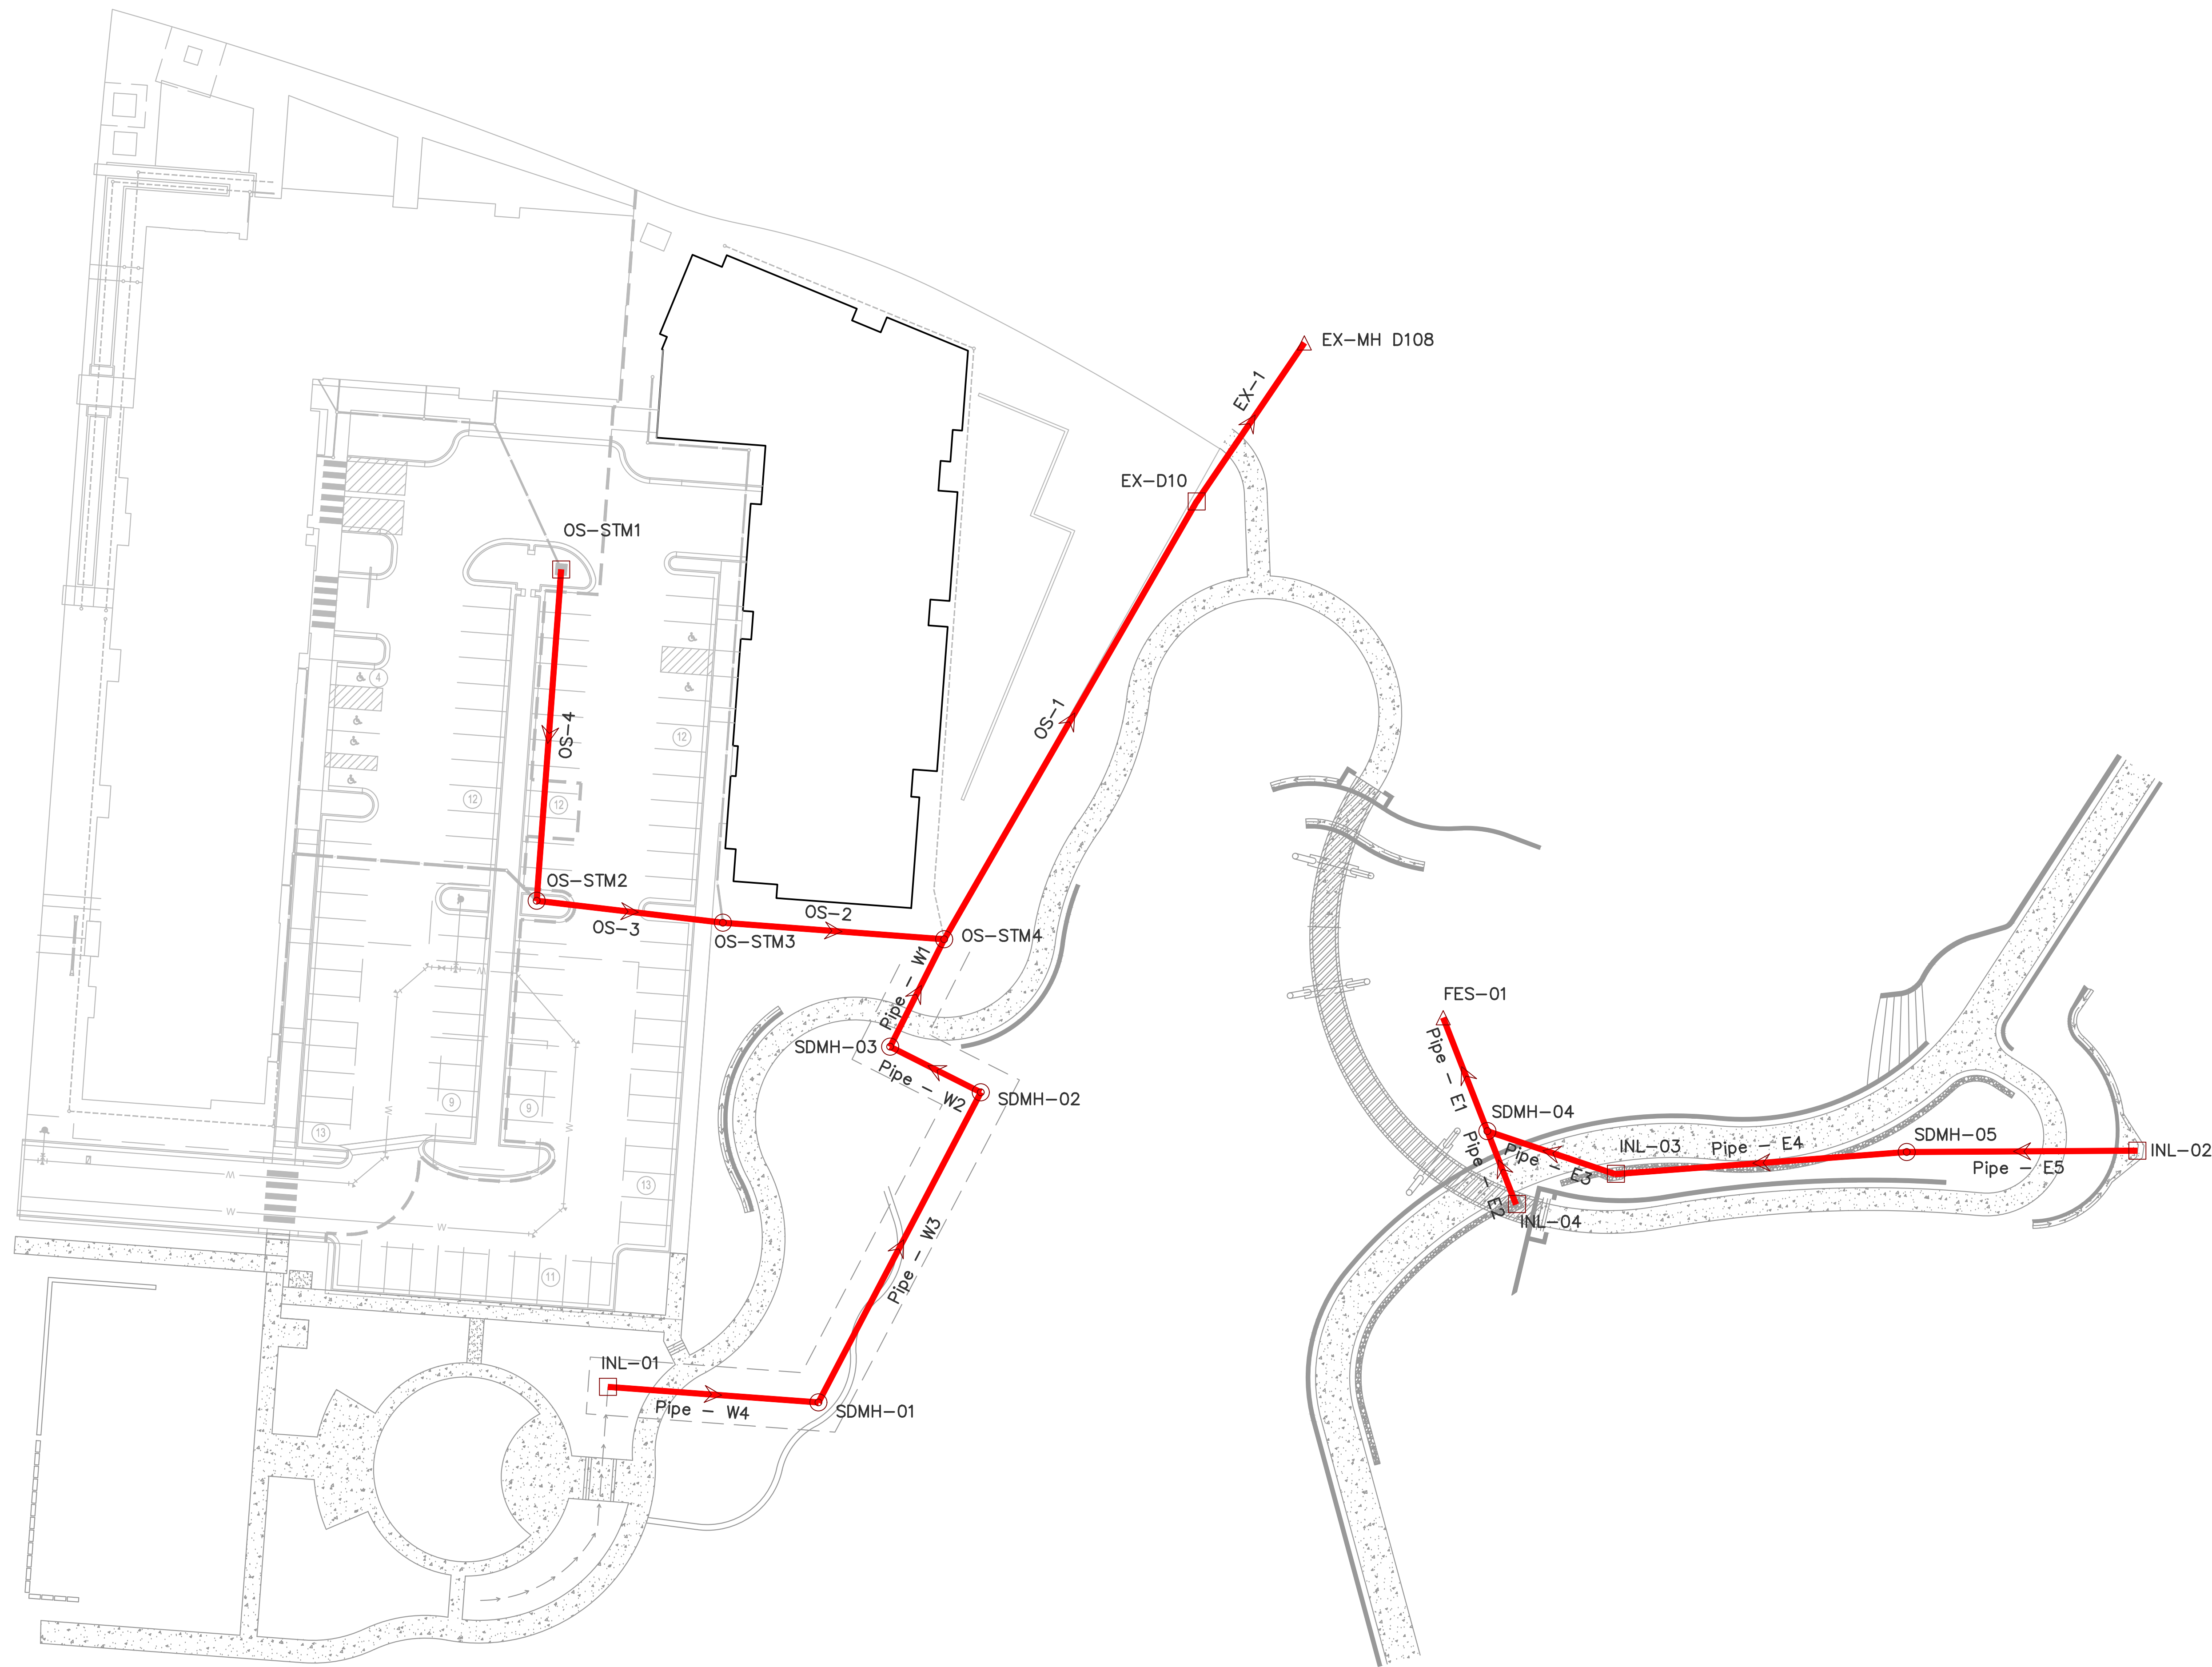 EX-MH D108
EX-1
EX-D10
OS-STM1
4
OS-1
OS-4
12
12
12
OS-STM2
OS-2
OS-3
OS-STM3
OS-STM4
Pipe - W1
W
FES-01
SDMH-03
Pipe - W2
SDMH-02
Pipe - E1
SDMH-04
INL-03
Pipe - E4
SDMH-05
INL-02
Pipe - E5
Pipe - E3
Pipe - E2
INL-04
9
9
W
W
13
13
W
W
W
11
Pipe - W3
INL-01
Pipe - W4
SDMH-01